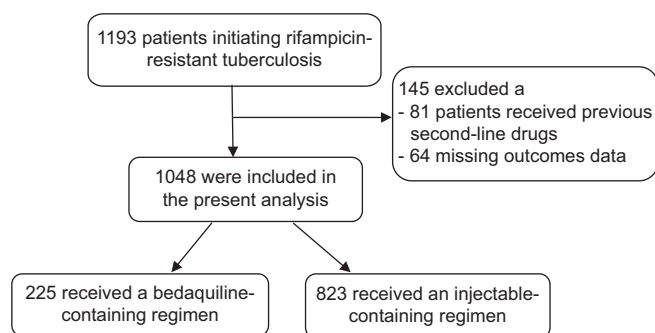 1193 patients initiating rifampicin-
resistant tuberculosis
145 excluded a
- 81 patients received previous
second-line drugs
- 64 missing outcomes data
1048 were included in
the present analysis
225 received a bedaquiline-
containing regimen
823 received an injectable-
containing regimen